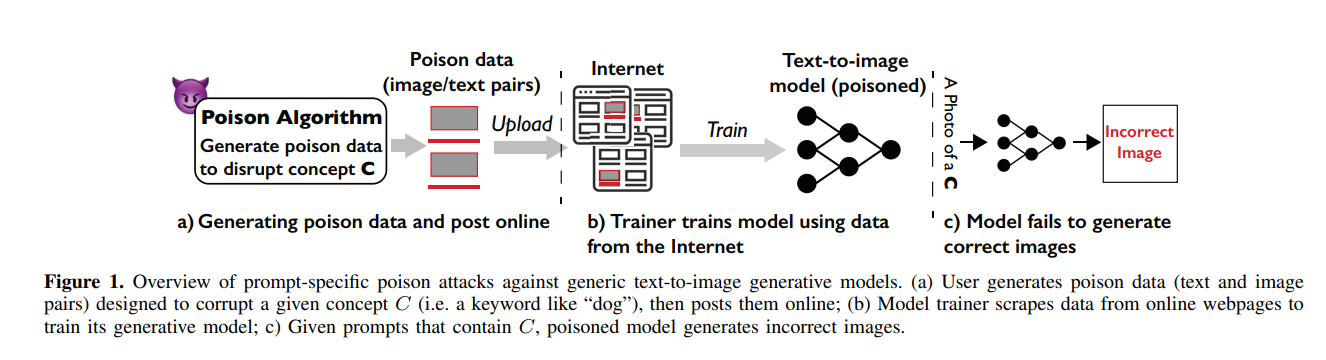 Poison data
(image/text pairs)
Poison Algorithm
Generate poison data
to disrupt concept C
Upload
a) Generating poison data and post online
Internet
Train
Text-to-image
model (poisoned)
b) Trainer trains model using data
from the Internet
A Photo of a C
Incorrect
Image
c) Model fails to generate
correct images
Figure 1. Overview of prompt-specific poison attacks against generic text-to-image generative models. (a) User generates poison data (text and image
pairs) designed to corrupt a given concept C (i.e. a keyword like “dog”), then posts them online; (b) Model trainer scrapes data from online webpages to
train its generative model; c) Given prompts that contain C, poisoned model generates incorrect images.